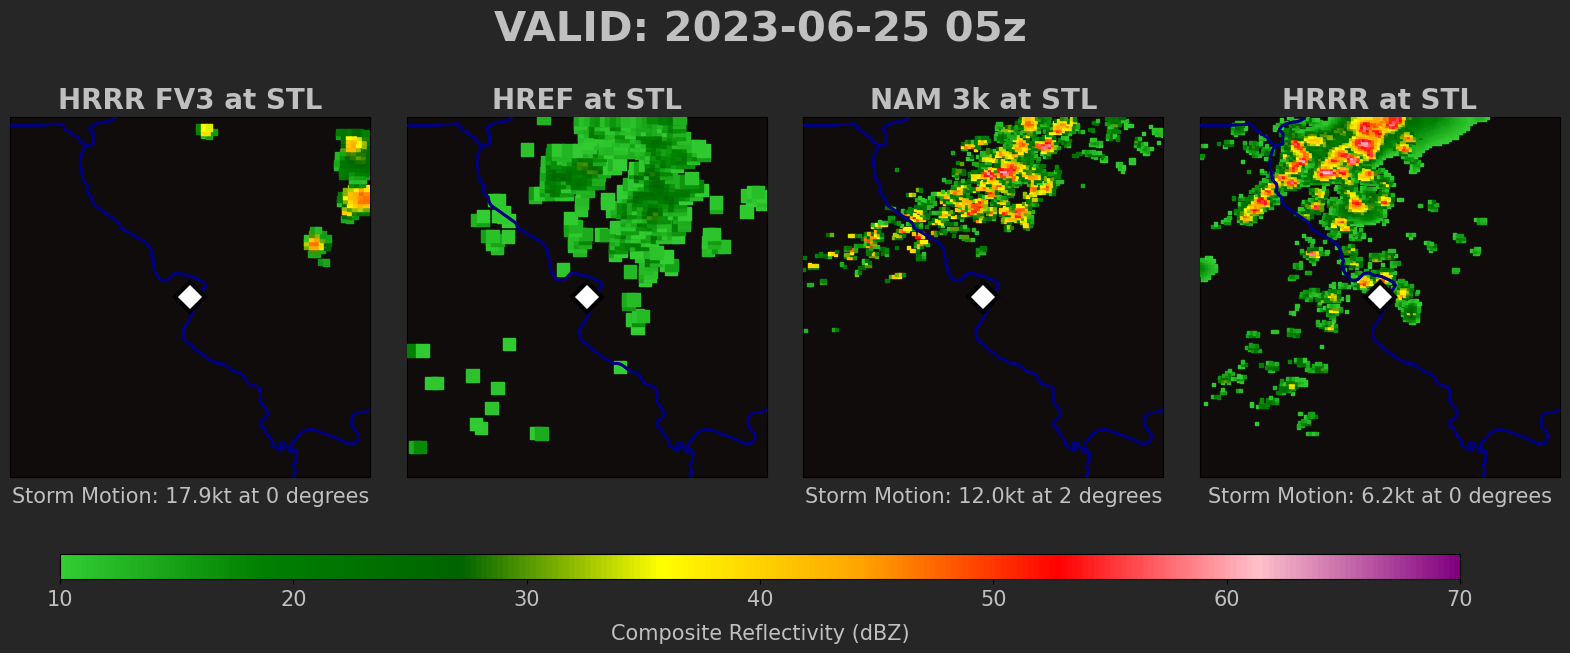 VALID: 2023-06-25 05z
HRRR FV3 at STL
HREF at STL
NAM 3k at STL
HRRR at STL
Storm Motion: 17.9kt at 0 degrees
Storm Motion: 12.0kt at 2 degrees
Storm Motion: 6.2kt at 0 degrees
10 20 30 40 50 60 70
Composite Reflectivity (dBZ)